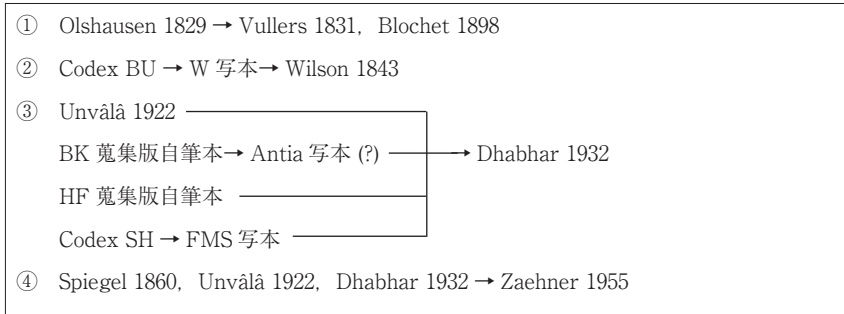 ① Olshausen 1829 → Vullers 1831, Blochet 1898
② Codex BU → W 写本→ Wilson 1843
③ Unvâlâ 1922
BK 蒐集版自筆本→ Antia 写本 (?) → Dhabhar 1932
HF 蒐集版自筆本
Codex SH → FMS 写本
④ Spiegel 1860, Unvâlâ 1922, Dhabhar 1932 → Zaehner 1955